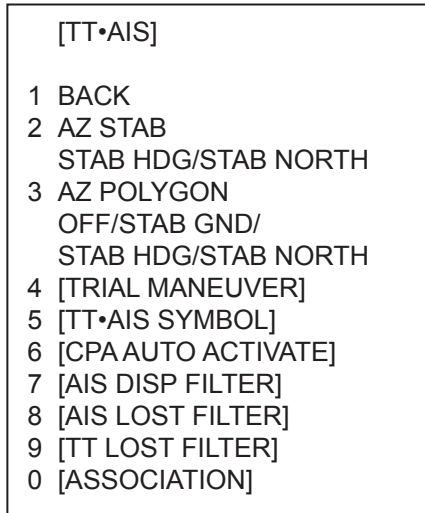 [TT•AIS]
1 BACK
2 AZ STAB
STAB HDG/STAB NORTH
3 AZ POLYGON
OFF/STAB GND/
STAB HDG/STAB NORTH
4 [TRIAL MANEUVER]
5 [TT•AIS SYMBOL]
6 [CPA AUTO ACTIVATE]
7 [AIS DISP FILTER]
8 [AIS LOST FILTER]
9 [TT LOST FILTER]
0 [ASSOCIATION]